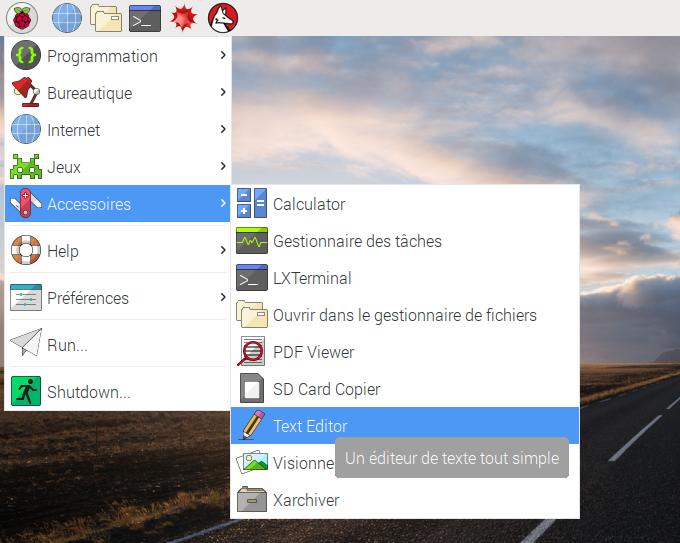 Programmation
Bureautique
Internet
Jeux
Accessoires
Help
Préférences
Run...
Shutdown...
Calculator
Gestionnaire des tâches
LXTerminal
Ouvrir dans le gestionnaire de fichiers
PDF Viewer
SD Card Copier
Text Editor
Un éditeur de texte tout simple
Visionne
Xarchiver